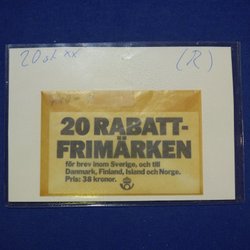 20 st xx (R)
20 RABATT-
FRIMÄRKEN
för brev inom Sverige, och till
Danmark, Finland, Island och Norge.
Pris: 38 kronor.